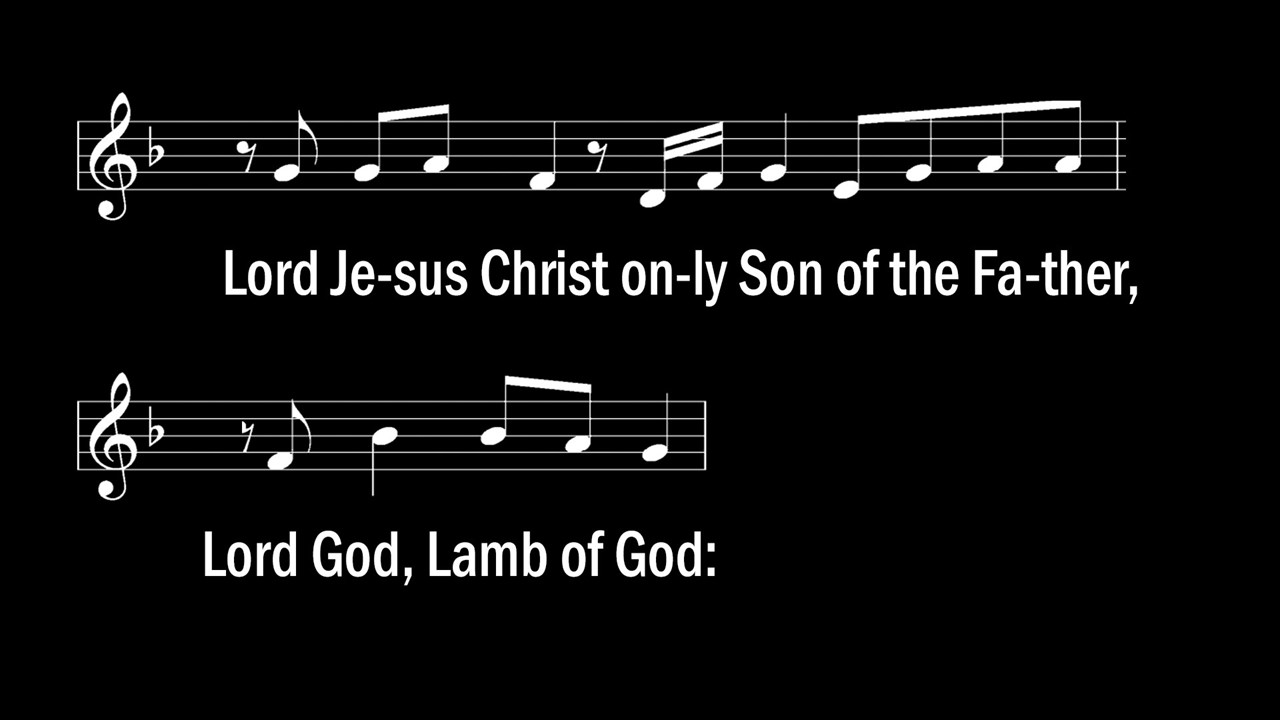 Lord Je-sus Christ on-ly Son of the Fa-ther,
Lord God, Lamb of God: